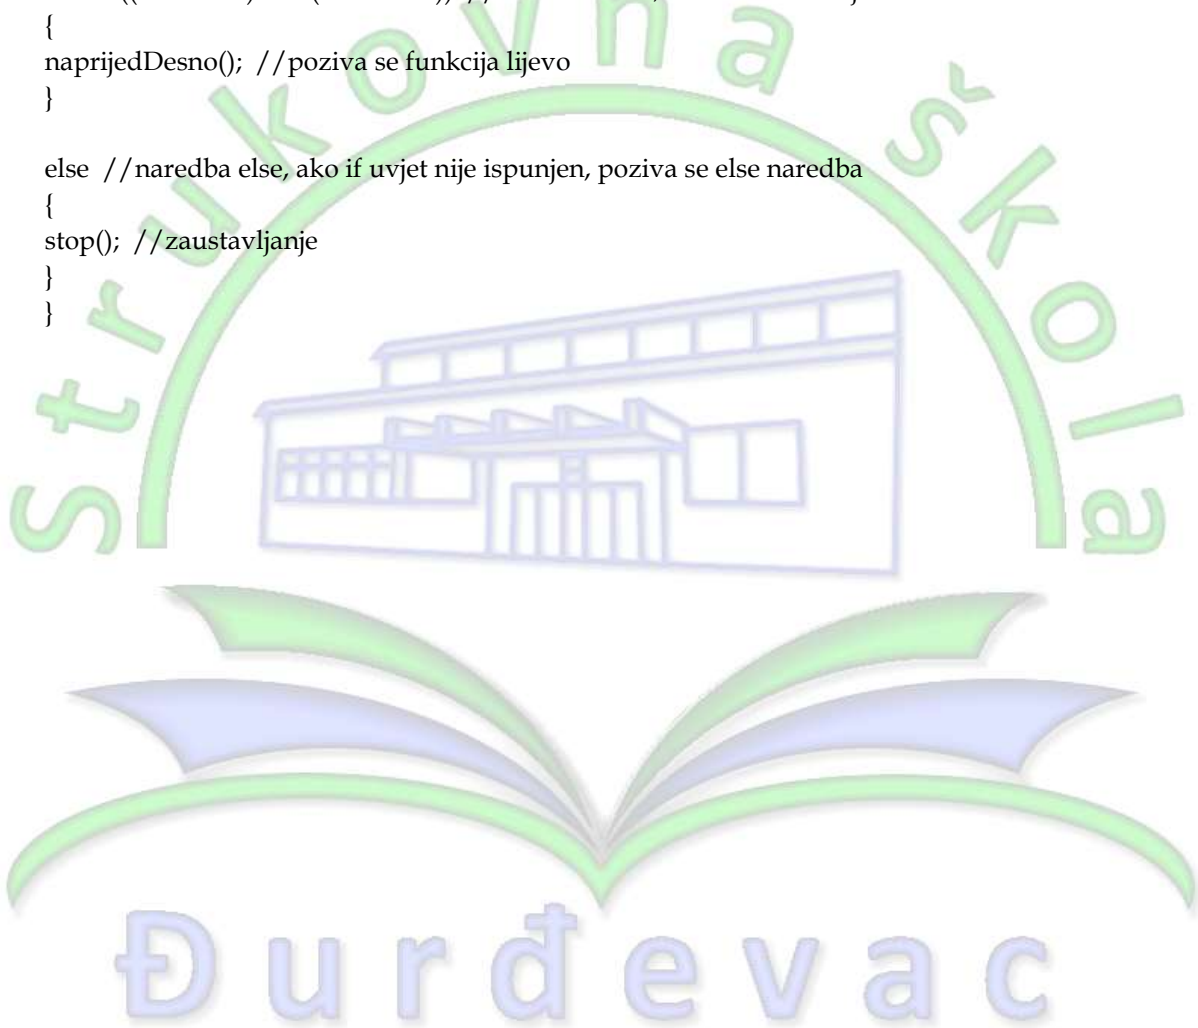 {
naprijedDesno(); //poziva se funkcija lijevo
}
else //naredba else, ako if uvjet nije ispunjen, poziva se else naredba
{
stop(); //zaustavljanje
}
}
Strukovna škola
Đurđevac